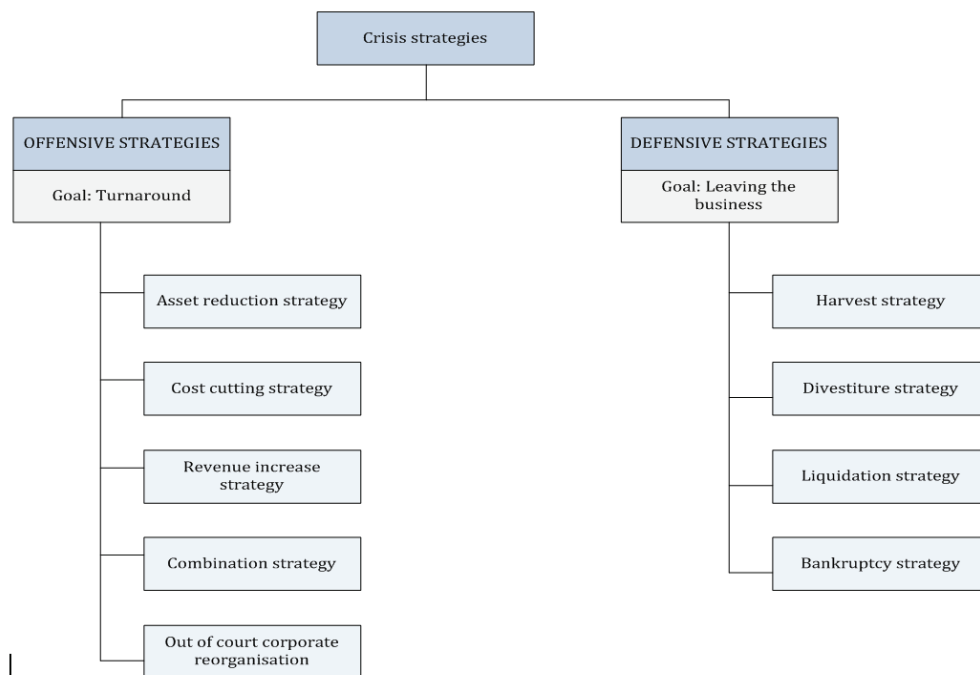 Crisis strategies
OFFENSIVE STRATEGIES
Goal: Turnaround
Asset reduction strategy
Cost cutting strategy
Revenue increase
strategy
Combination strategy
Out of court corporate
reorganisation
DEFENSIVE STRATEGIES
Goal: Leaving the
business
Harvest strategy
Divestiture strategy
Liquidation strategy
Bankruptcy strategy